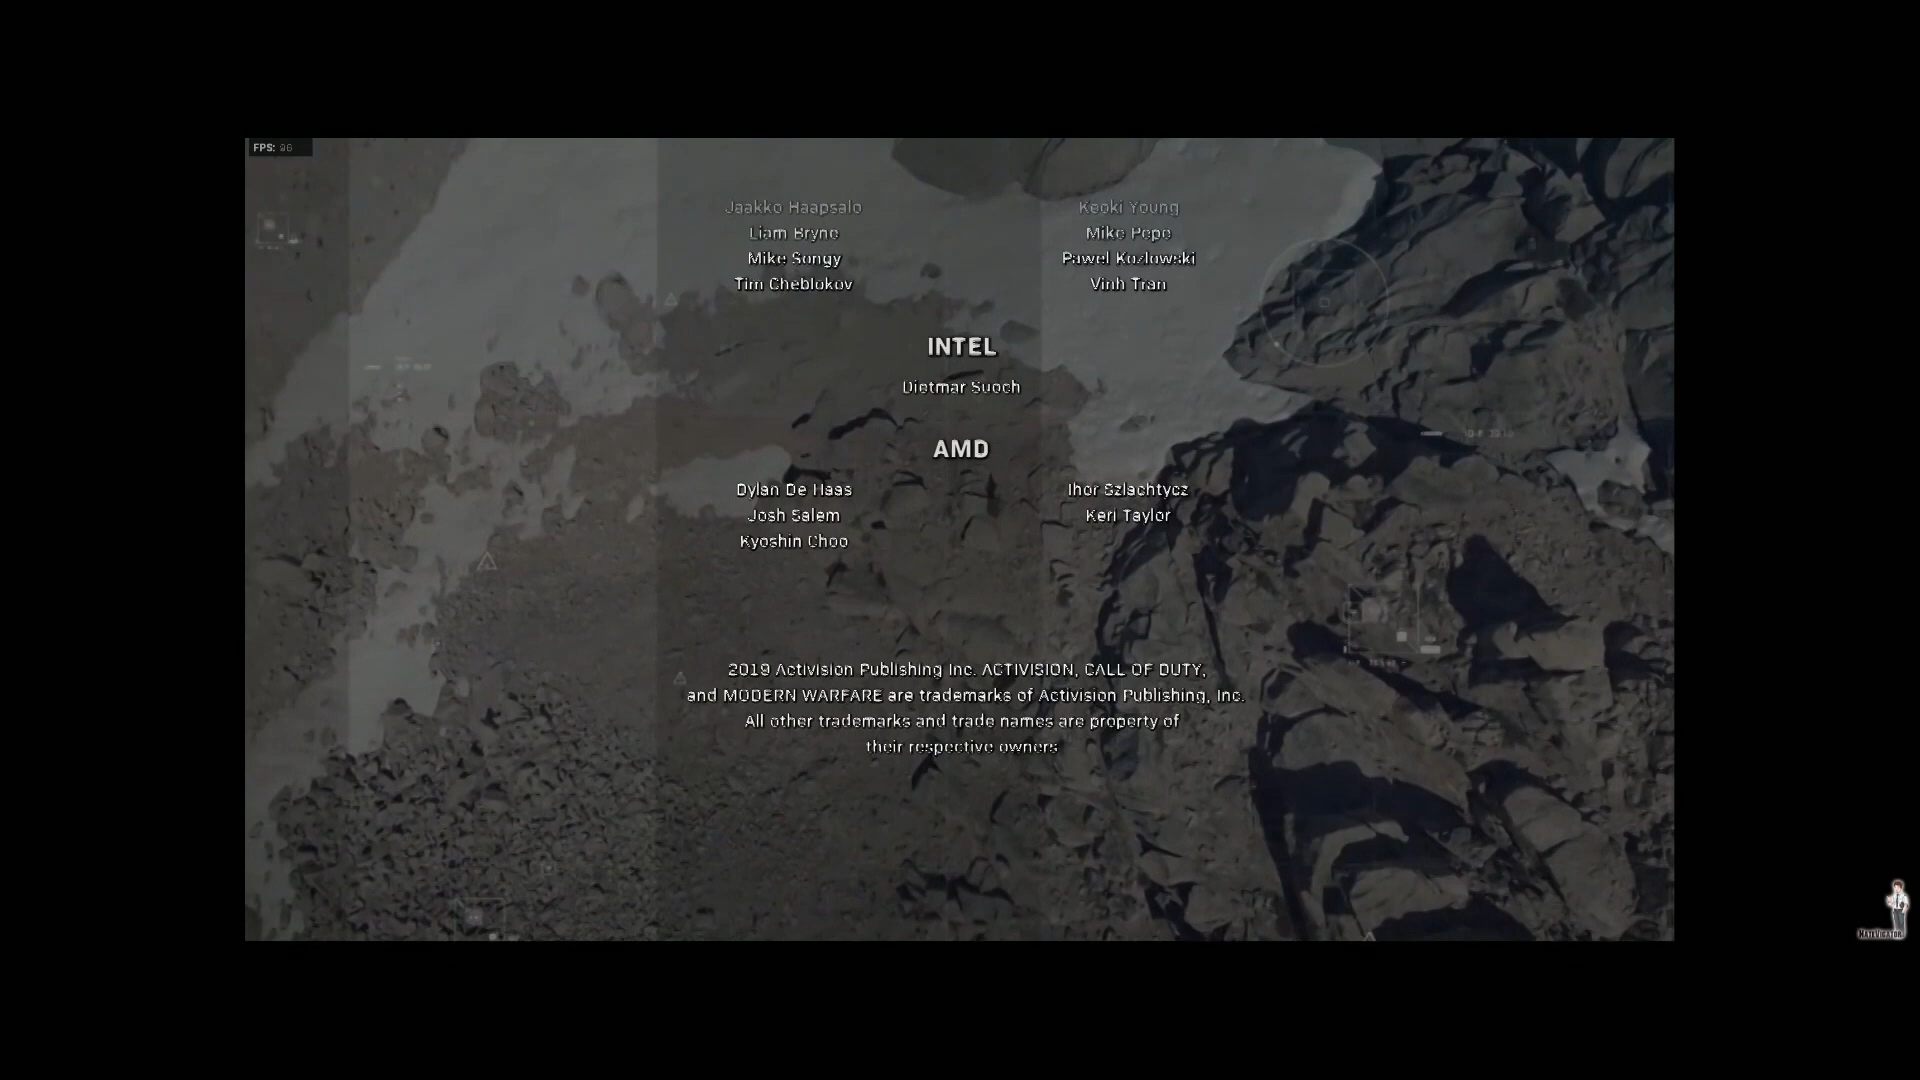 FPS: 96
Jaakko Haapsalo Keoki Young
Liam Bryne Mike Pepe
Mike Songy Pawel Kozlowski
Tim Cheblokov Vinh Tran
INTEL
Dietmar Suoch
AMD
Dylan De Haas Ihor Szlachtycz
Josh Salem Keri Taylor
Kyoshin Choo
2019 Activision Publishing Inc. ACTIVISION, CALL OF DUTY,
and MODERN WARFARE are trademarks of Activision Publishing, Inc.
All other trademarks and trade names are property of
their respective owners
NATEVIGATOR